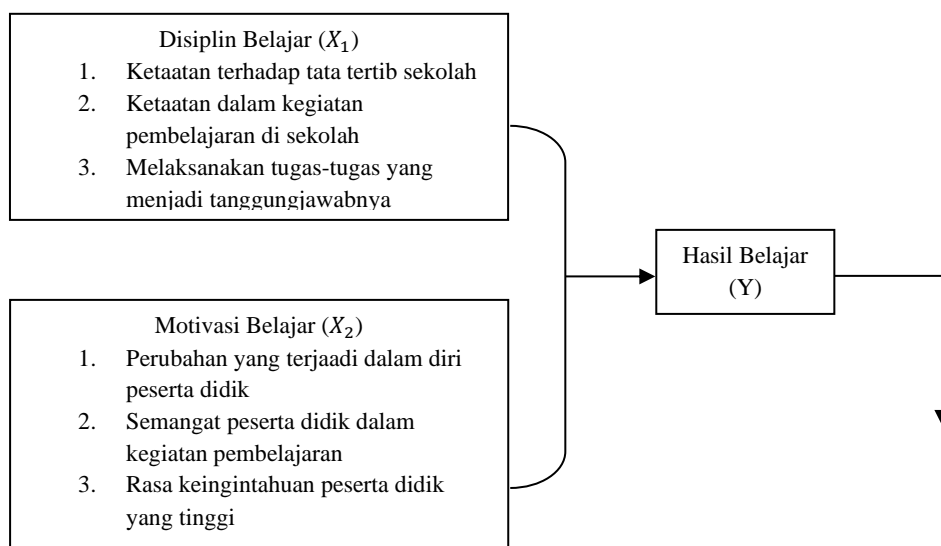 Disiplin Belajar (𝑋₁)
1. Ketaatan terhadap tata tertib sekolah
2. Ketaatan dalam kegiatan
pembelajaran di sekolah
3. Melaksanakan tugas-tugas yang
menjadi tanggungjawabnya
Hasil Belajar
(Y)
Motivasi Belajar (𝑋₂)
1. Perubahan yang terjaadi dalam diri
peserta didik
2. Semangat peserta didik dalam
kegiatan pembelajaran
3. Rasa keingintahuan peserta didik
yang tinggi